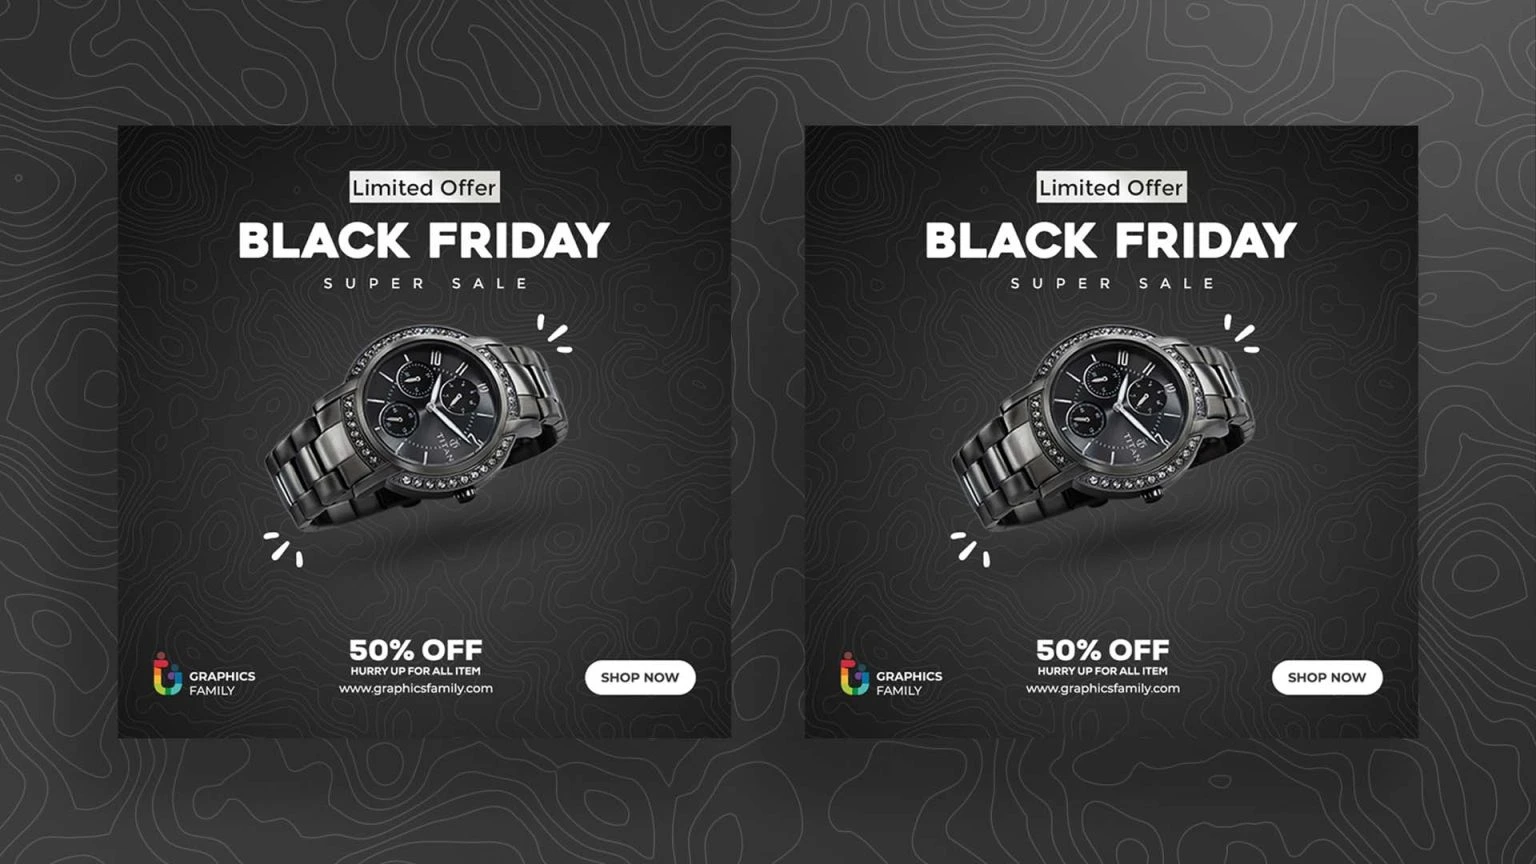 Limited Offer
BLACK FRIDAY
SUPER SALE
10
TITAN
50% OFF
HURRY UP FOR ALL ITEM
www.graphicsfamily.com
GRAPHICS
FAMILY
SHOP NOW
Limited Offer
BLACK FRIDAY
SUPER SALE
10
TITAN
50% OFF
HURRY UP FOR ALL ITEM
www.graphicsfamily.com
GRAPHICS
FAMILY
SHOP NOW